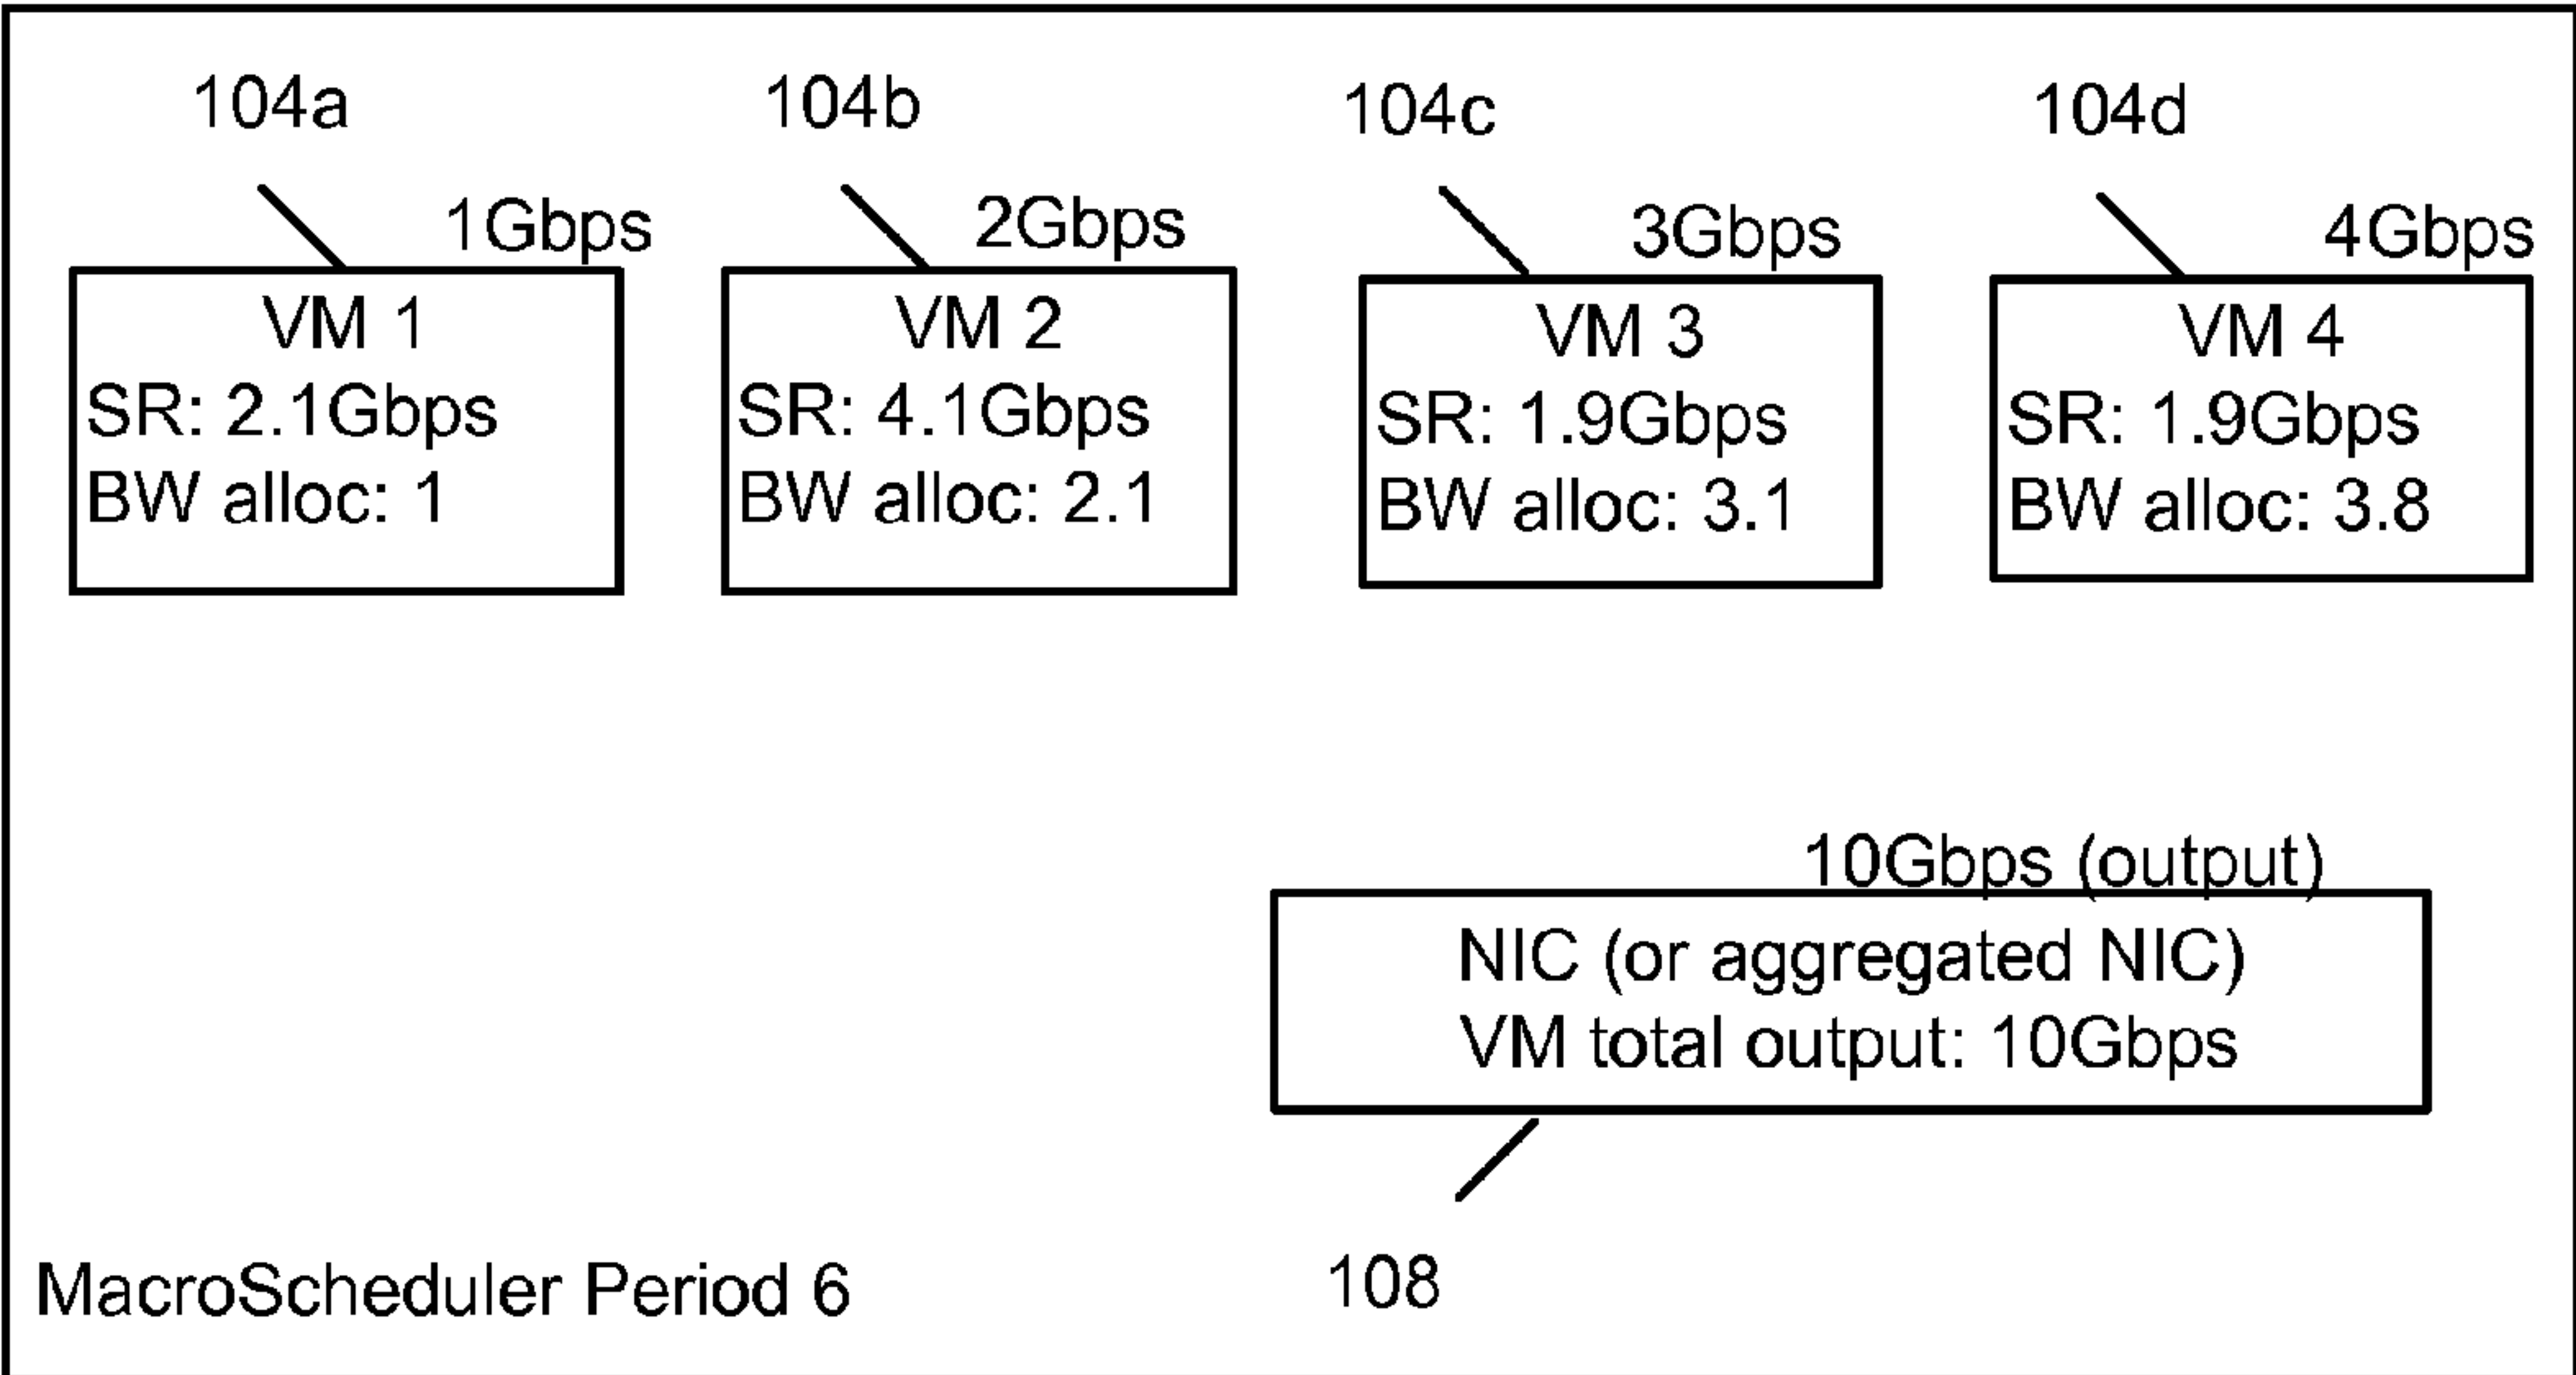 104a
104b
104c
104d
1Gbps
2Gbps
3Gbps
4Gbps
VM 1
SR: 2.1Gbps
BW alloc: 1
VM 2
SR: 4.1Gbps
BW alloc: 2.1
VM 3
SR: 1.9Gbps
BW alloc: 3.1
VM 4
SR: 1.9Gbps
BW alloc: 3.8
10Gbps (output)
NIC (or aggregated NIC)
VM total output: 10Gbps
108
MacroScheduler Period 6